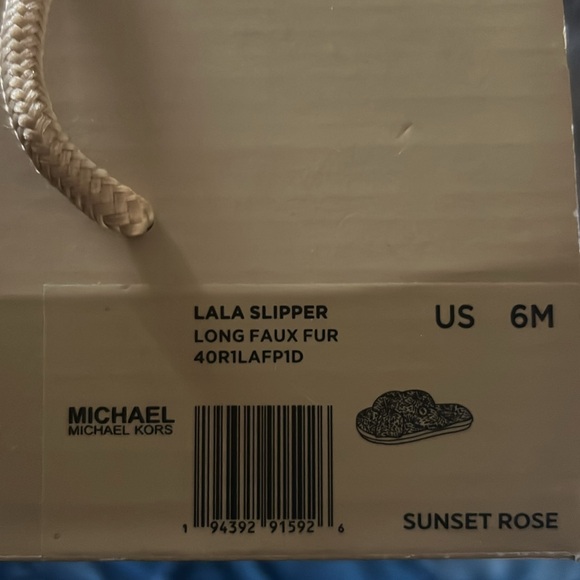 LALA SLIPPER
LONG FAUX FUR
40R1LAFP1D
US 6M
MICHAEL
MICHAEL KORS
1 94392 91592 6
SUNSET ROSE